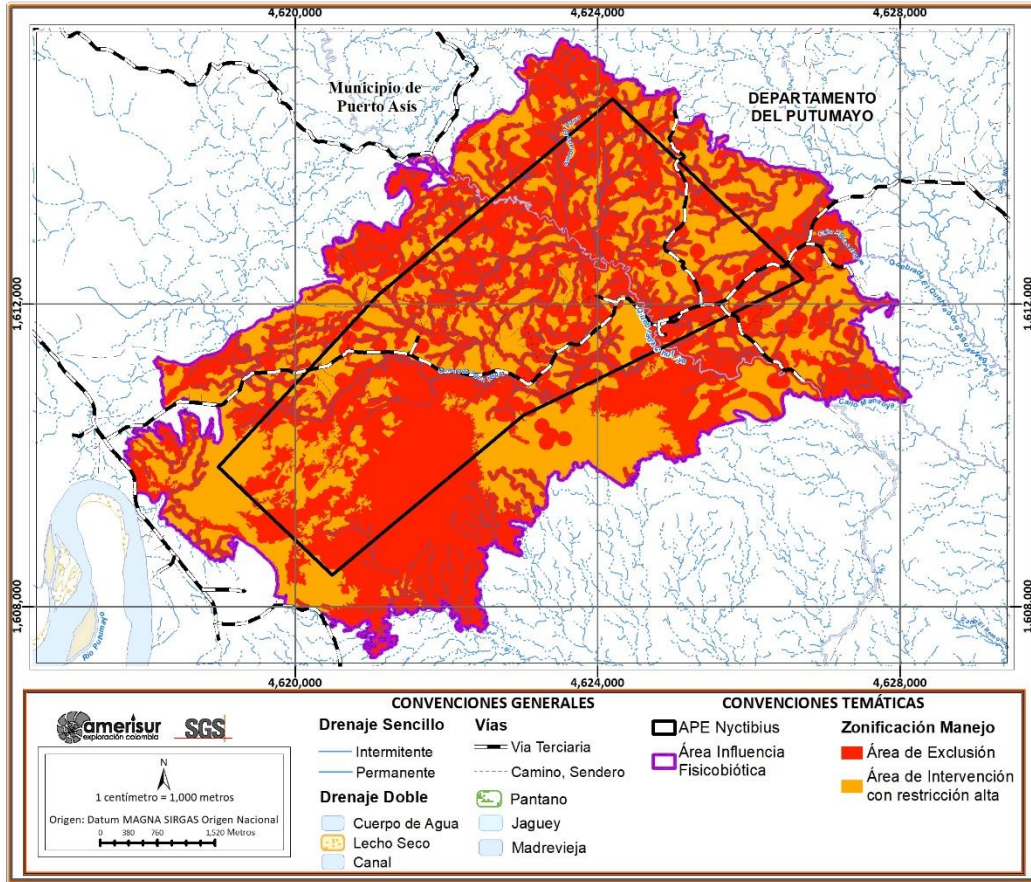 4,620,000
4,624,000
4,628,000
Municipio de
Puerto Asís
DEPARTAMENTO
DEL PUTUMAYO
1,612,000
1,612,000
1,608,000
1,608,000
Río Putumayo
4,620,000
4,624,000
4,628,000
amerisur
exploración colombia
SGS
N
1 centímetro = 1,000 metros
Origen: Datum MAGNA SIRGAS Origen Nacional
0 380 760 1,520 Metros
CONVENCIONES GENERALES
Drenaje Sencillo
Intermitente
Permanente
Drenaje Doble
Cuerpo de Agua
Lecho Seco
Canal
Vías
Via Terciaria
Camino, Sendero
Pantano
Jaguey
Madrevieja
CONVENCIONES TEMÁTICAS
APE Nyctibius
Área Influencia
Fisicobiótica
Zonificación Manejo
Área de Exclusión
Área de Intervención
con restricción alta